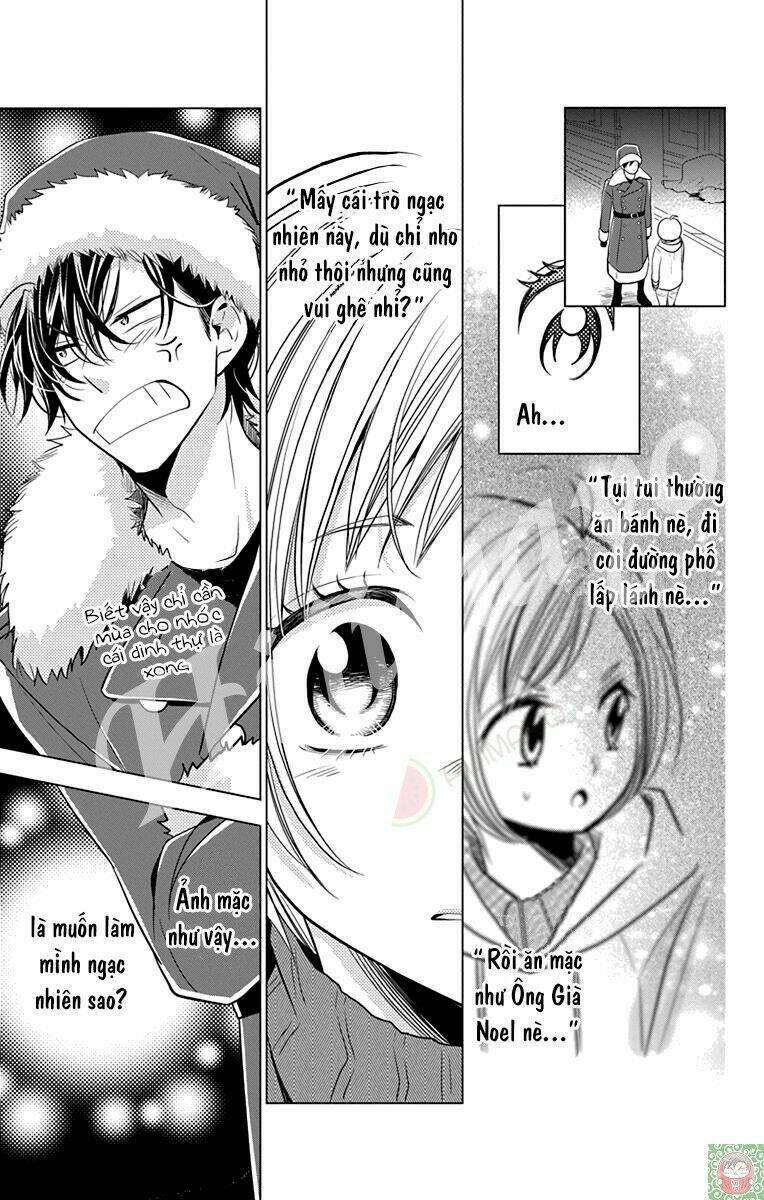 Ah...
"Tụi tui thường
ăn bánh nè, đi
coi đường phố
lấp lánh nè..."
"Rồi ăn mặc
như Ông Già
Noel nè..."
"Mấy cái trò ngạc
nhiên này, dù chỉ nho
nhỏ thôi nhưng cũng
vui ghê nhỉ?"
Biết vậy chỉ cần
mùa cho nhóc
cái dinh thự là
xong
Ảnh mặc
như vậy...
là muốn làm
mình ngạc
nhiên sao?